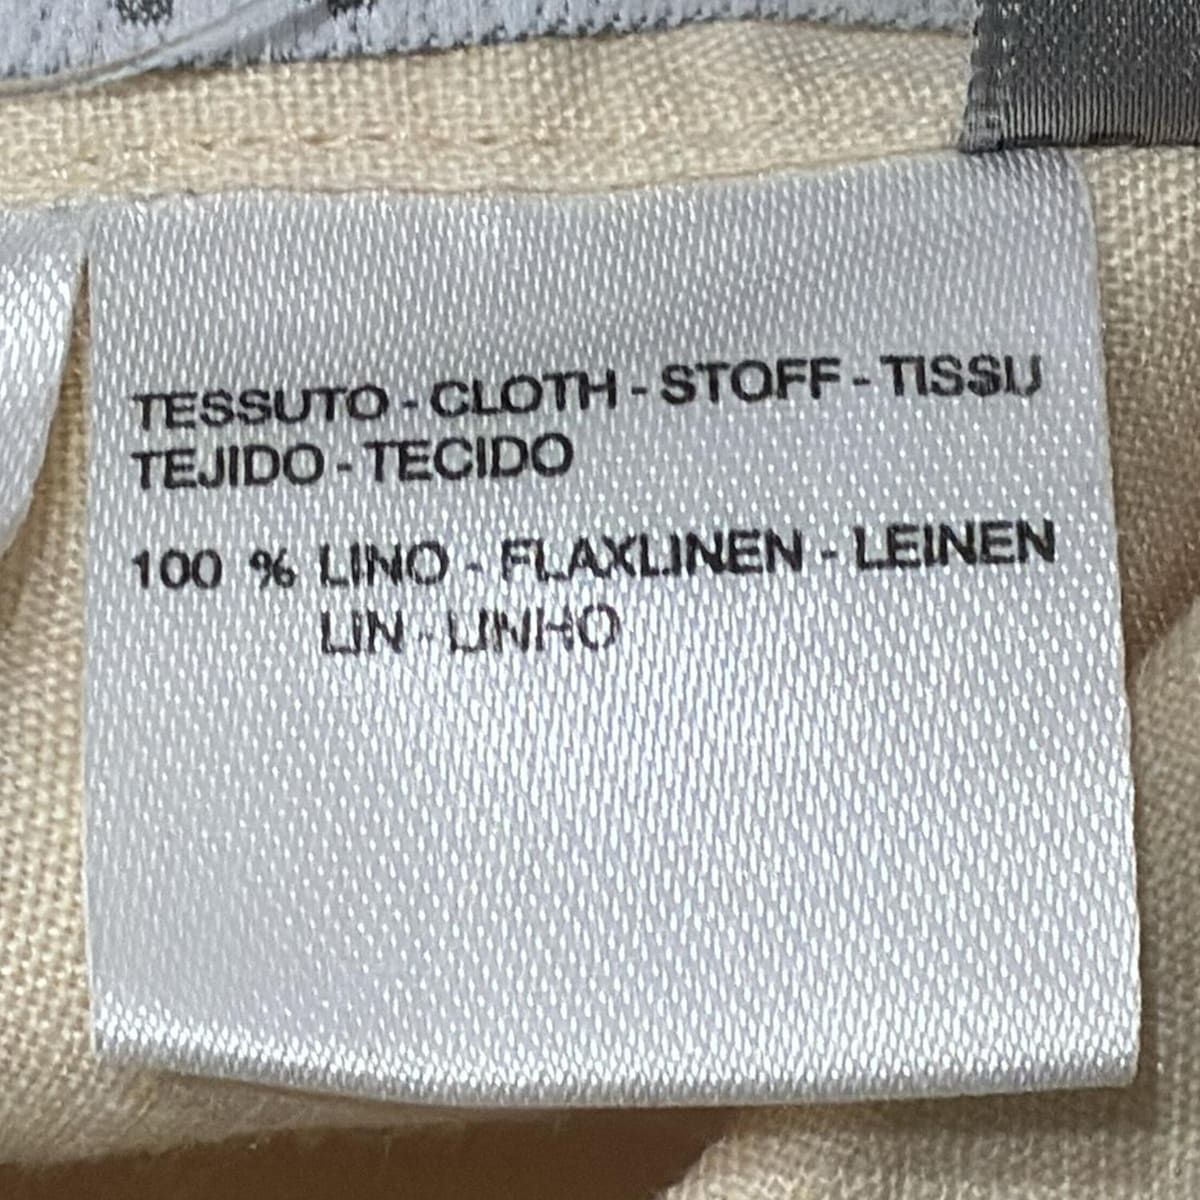 TESSUTO - CLOTH - STOFF - TISSU
TEJIDO - TECIDO
100 % LINO - FLAXLINEN - LEINEN
LIN - LINHO